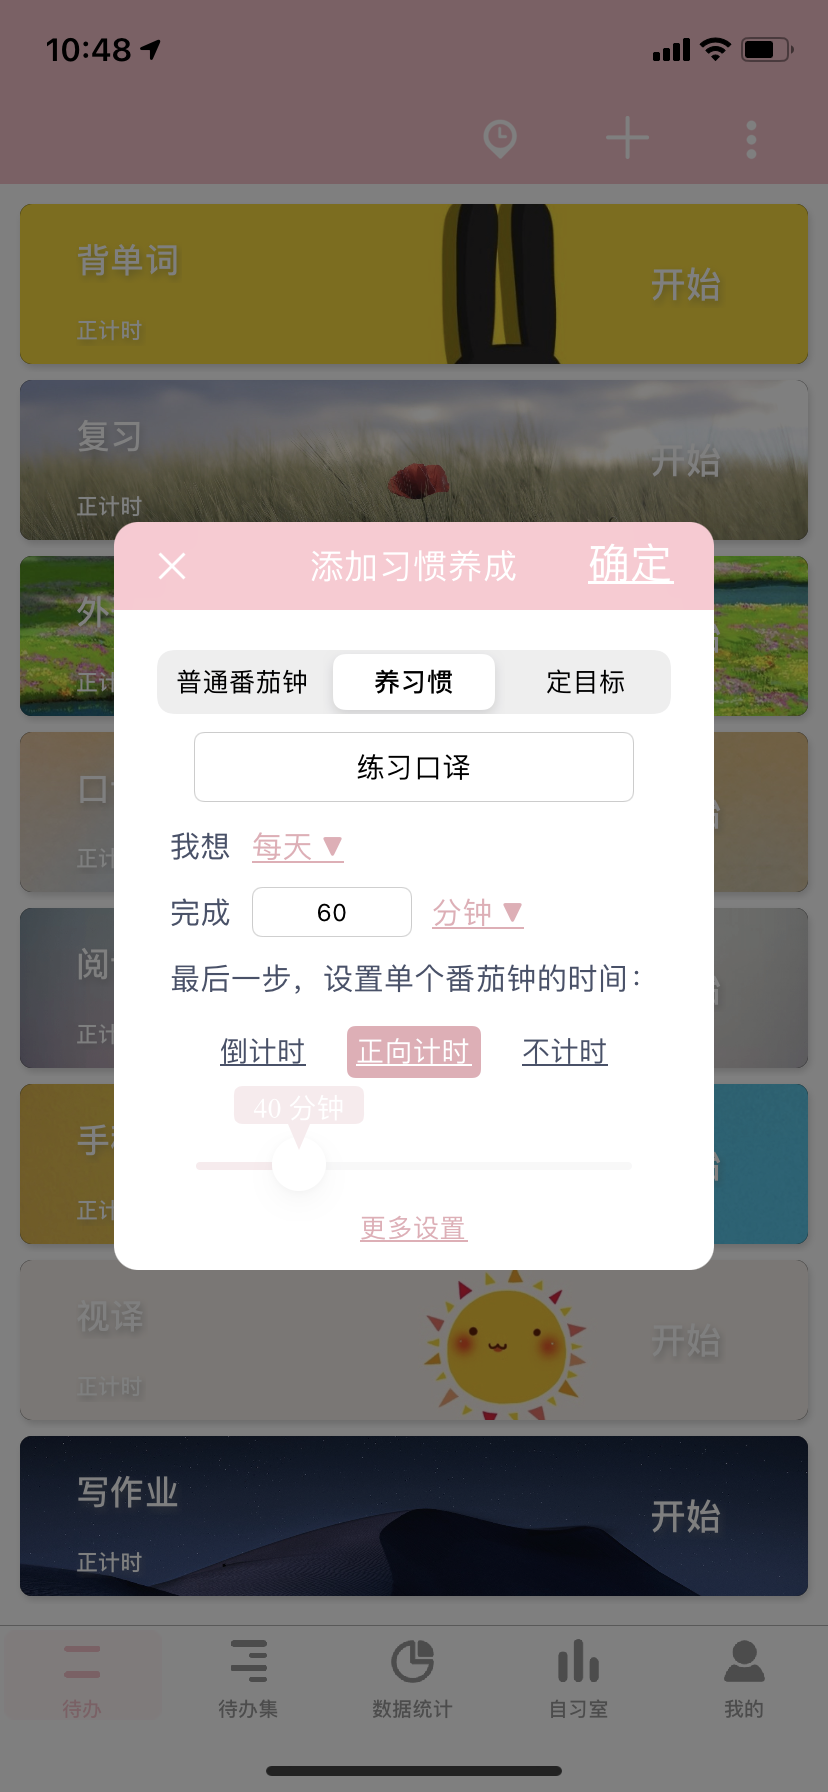 10:48
背单词
开始
正计时
复习
开始
正计时
添加习惯养成
确定
外
普通番茄钟
养习惯
定目标
正计
练习口译
口
我想
每天
正计
完成
60
分钟
阅
最后一步，设置单个番茄钟的时间：
正计
倒计时
正向计时
不计时
40 分钟
手
正计
更多设置
视译
开始
正计时
写作业
开始
正计时
待办
待办集
数据统计
自习室
我的